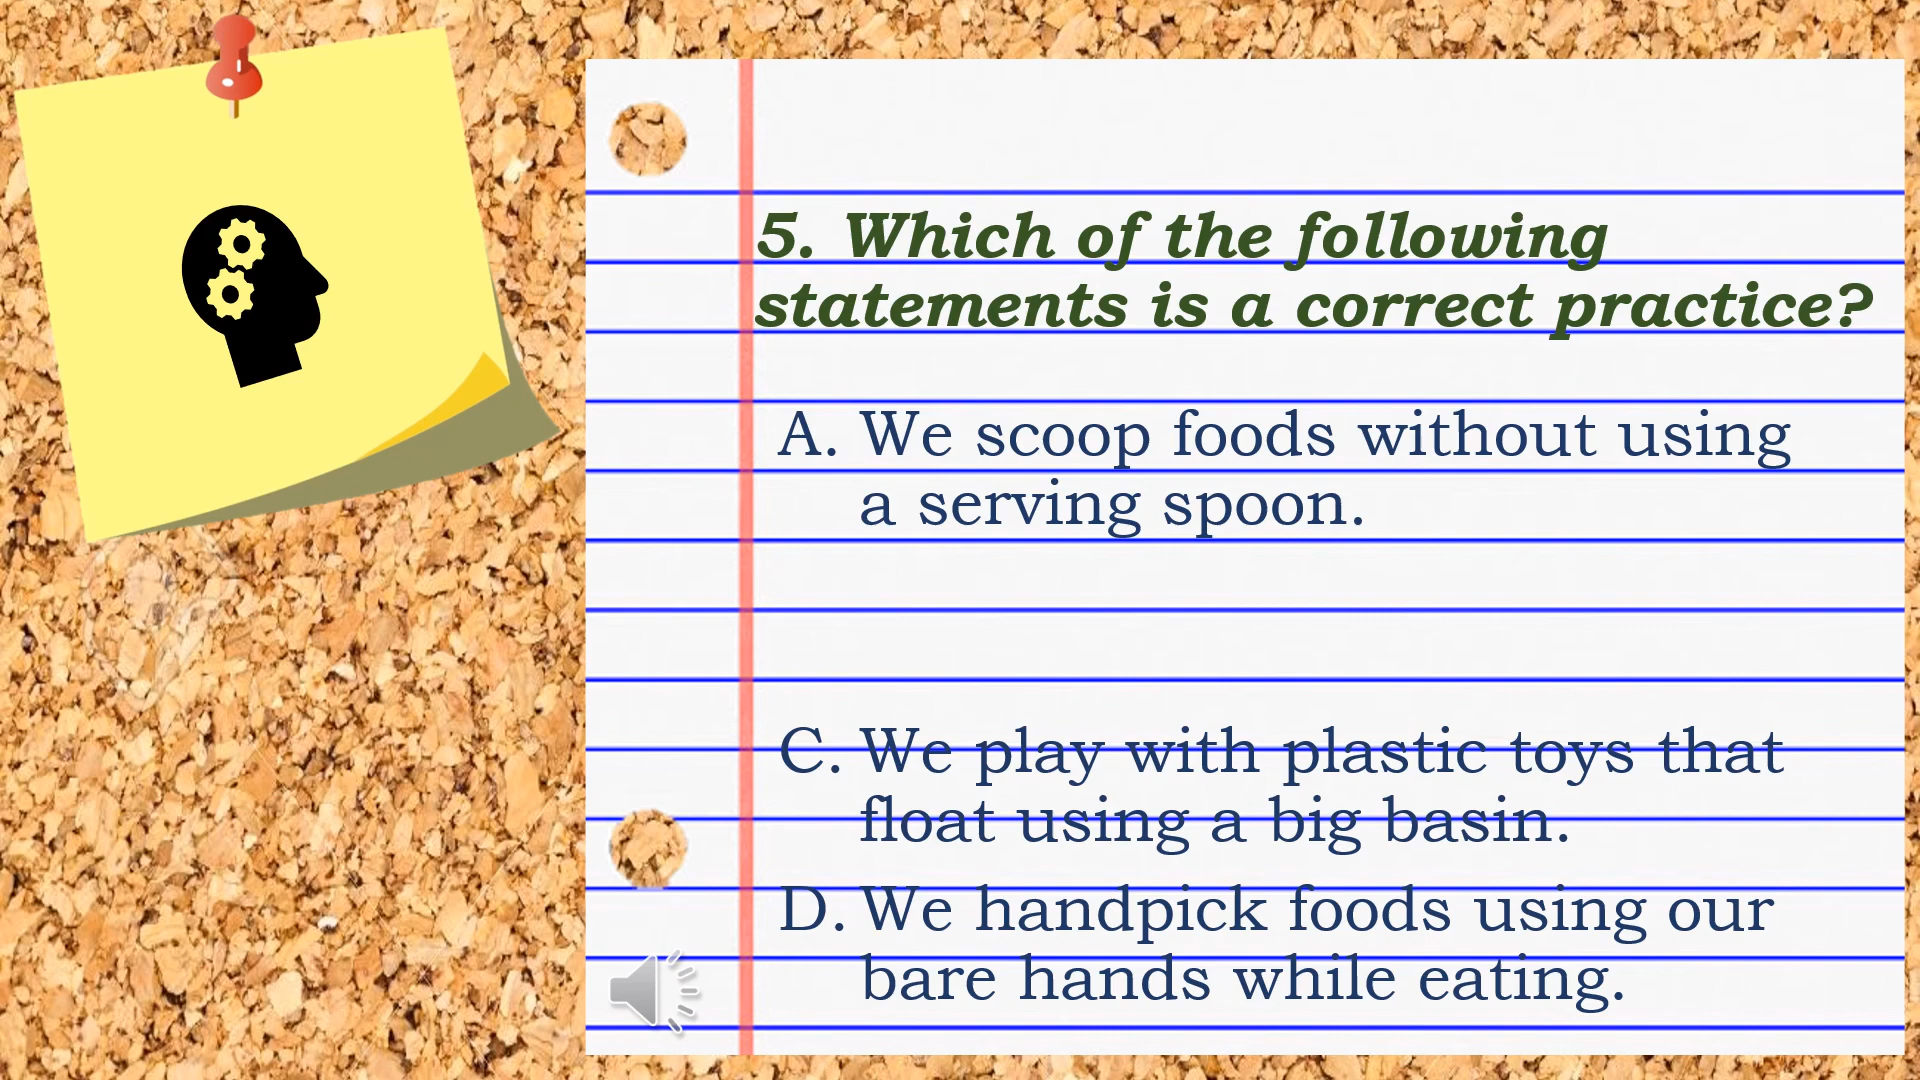 5. Which of the following
statements is a correct practice?
A. We scoop foods without using
a serving spoon.
C. We play with plastic toys that
float using a big basin.
D. We handpick foods using our
bare hands while eating.